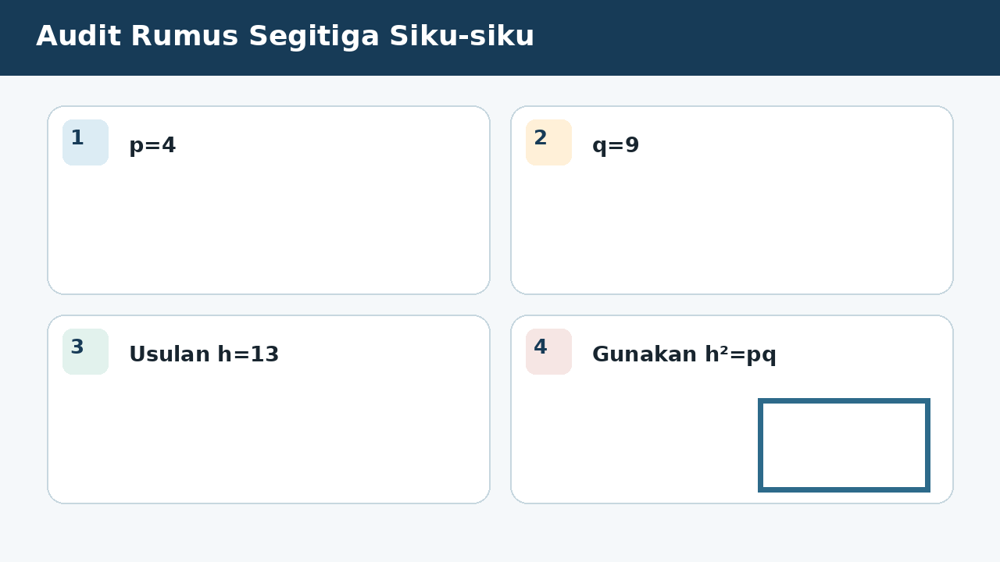 Audit Rumus Segitiga Siku-siku
1
p=4
2
q=9
3
Usulan h=13
4
Gunakan h²=pq